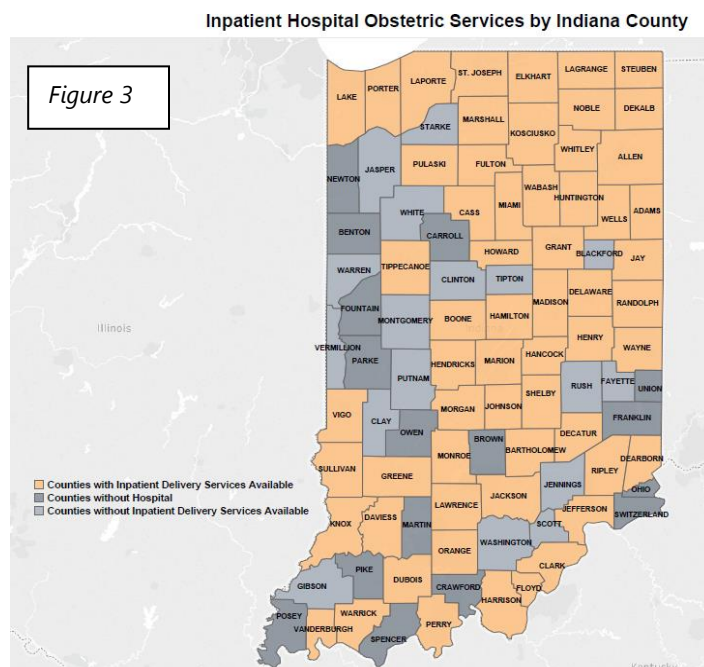 Inpatient Hospital Obstetric Services by Indiana County
Figure 3
LAKE
PORTER
LAPORTE
ST. JOSEPH
ELKHART
LAGRANGE
STEUBEN
NOBLE
DEKALB
STARKE
MARSHALL
KOSCIUSKO
WHITLEY
ALLEN
NEWTON
JASPER
PULASKI
FULTON
WABASH
HUNTINGTON
MIAMI
CASS
WHITE
WELLS
ADAMS
BENTON
CARROLL
HOWARD
GRANT
BLACKFORD
JAY
WARREN
TIPPECANOE
CLINTON
TIPTON
DELAWARE
RANDOLPH
MADISON
FOUNTAIN
MONTGOMERY
BOONE
HAMILTON
HENRY
WAYNE
Illinois
VERMILLION
PARKE
HENDRICKS
MARION
HANCOCK
PUTNAM
RUSH
FAYETTE
UNION
SHELBY
VIGO
CLAY
MORGAN
JOHNSON
FRANKLIN
OWEN
BROWN
DECATUR
MONROE
BARTHOLOMEW
DEARBORN
SULLIVAN
GREENE
RIPLEY
Counties with Inpatient Delivery Services Available
Counties without Hospital
Counties without Inpatient Delivery Services Available
JENNINGS
OHIO
JACKSON
LAWRENCE
KNOX
DAVIESS
MARTIN
JEFFERSON
SWITZERLAND
SCOTT
WASHINGTON
ORANGE
CLARK
PIKE
DUBOIS
GIBSON
CRAWFORD
FLOYD
HARRISON
POSEY
VANDERBURGH
WARRICK
PERRY
SPENCER
Kentucky